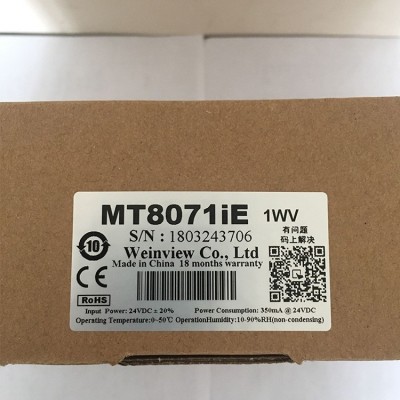 MT8071iE 1WV
S/N : 1803243706
Weinview Co., Ltd
Made in China 18 months warranty
有问题
码上解决
10
CE
RoHS
Input Power: 24VDC ± 20% Power Consumption: 350mA @ 24VDC
Operating Temperature:0~50℃ OperationHumidity:10-90%RH(non-condensing)